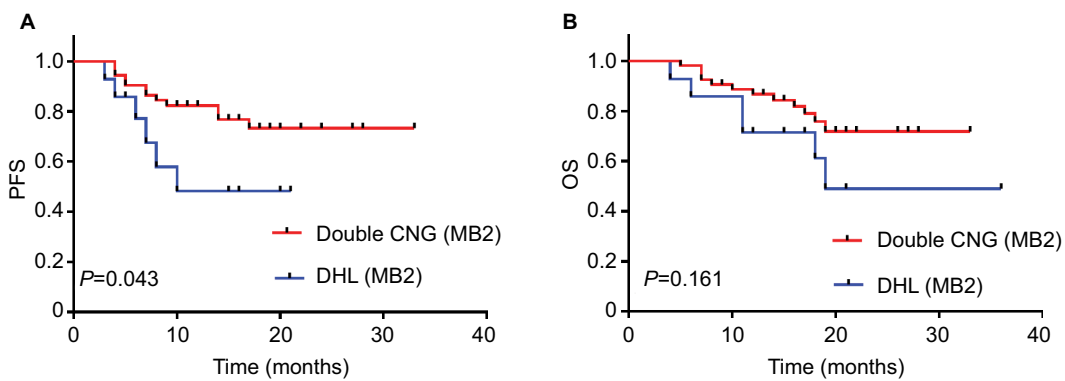 A
PFS
1.0
0.8
0.6
0.4
0.2
0
Double CNG (MB2)
DHL (MB2)
P=0.043
0 10 20 30 40
Time (months)
B
OS
1.0
0.8
0.6
0.4
0.2
0
Double CNG (MB2)
DHL (MB2)
P=0.161
0 10 20 30 40
Time (months)